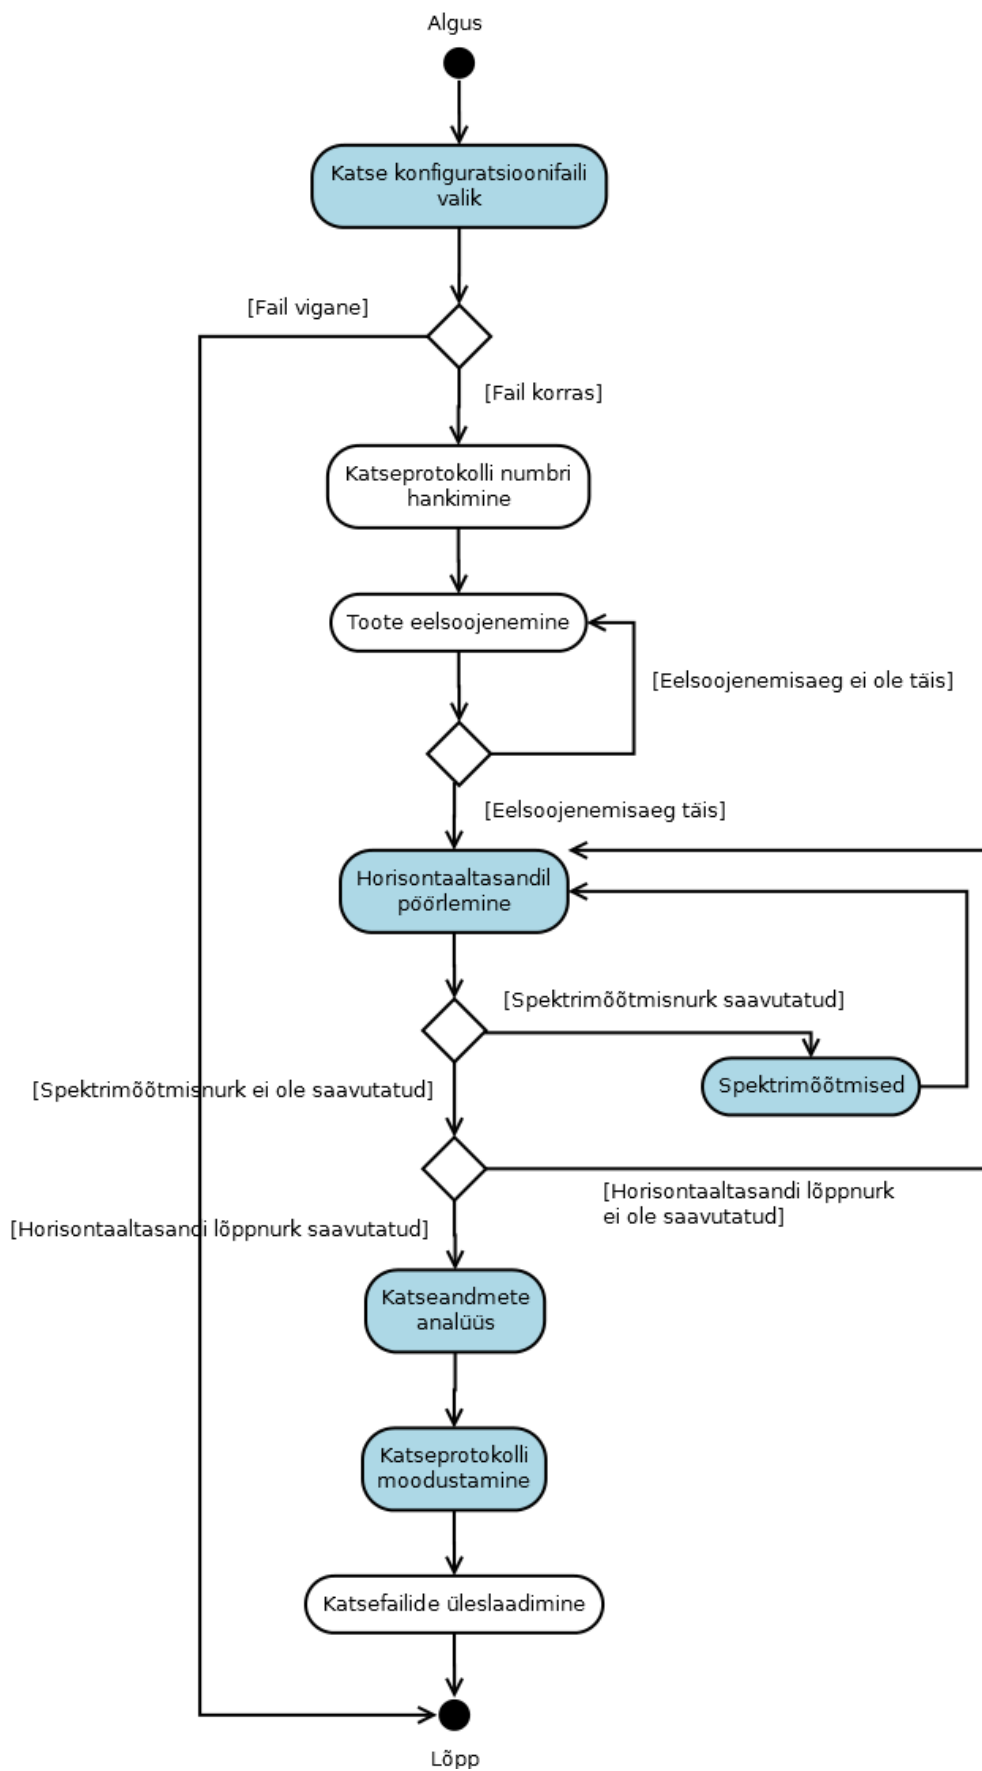 Algus
Katse konfiguratsioonifaili
valik
[Fail vigane]
[Fail korras]
Katseprotokolli numbri
hankimine
Toote eelsoojenemine
[Eelsoojenemisaeg ei ole täis]
[Eelsoojenemisaeg täis]
Horisontaaltasandil
pöörlemine
[Spektrimõõtmisnurk saavutatud]
Spektrimõõtmised
[Spektrimõõtmisnurk ei ole saavutatud]
[Horisontaaltasandi lõppnurk
ei ole saavutatud]
[Horisontaaltasandi lõppnurk saavutatud]
Katseandmete
analüüs
Katseprotokolli
moodustamine
Katsefailide üleslaadimine
Lõpp